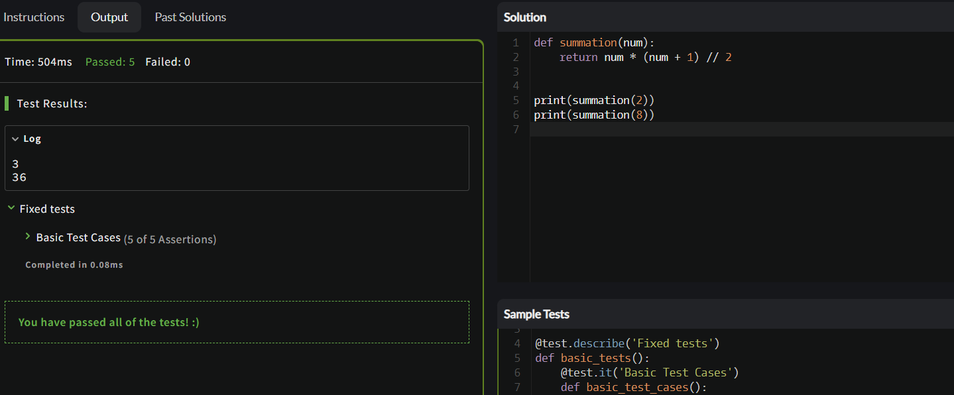 Instructions Output Past Solutions
Time: 504ms Passed: 5 Failed: 0
Test Results:
Log
3
36
Fixed tests
Basic Test Cases (5 of 5 Assertions)
Completed in 0.08ms
You have passed all of the tests! :)
Solution
1 def summation(num):
2 return num * (num + 1) // 2
3
4
5 print(summation(2))
6 print(summation(8))
7
Sample Tests
4 @test.describe('Fixed tests')
5 def basic_tests():
6 @test.it('Basic Test Cases')
7 def basic_test_cases():